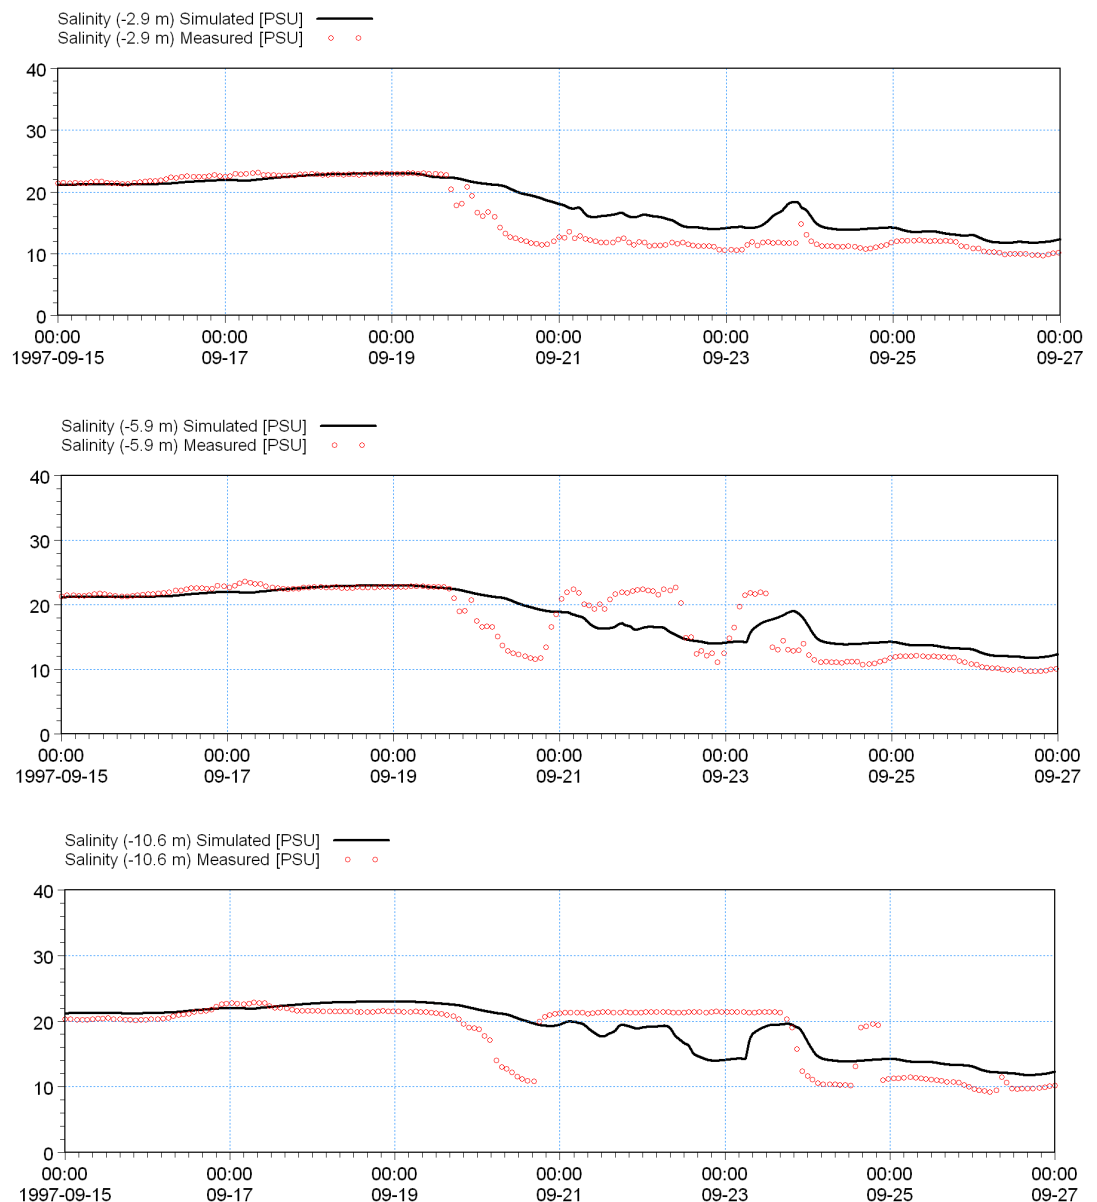 Salinity (-2.9 m) Simulated [PSU]
Salinity (-2.9 m) Measured [PSU]
40
30
20
10
0
00:00 00:00 00:00 00:00 00:00 00:00 00:00
1997-09-15 09-17 09-19 09-21 09-23 09-25 09-27
Salinity (-5.9 m) Simulated [PSU]
Salinity (-5.9 m) Measured [PSU]
40
30
20
10
0
00:00 00:00 00:00 00:00 00:00 00:00 00:00
1997-09-15 09-17 09-19 09-21 09-23 09-25 09-27
Salinity (-10.6 m) Simulated [PSU]
Salinity (-10.6 m) Measured [PSU]
40
30
20
10
0
00:00 00:00 00:00 00:00 00:00 00:00 00:00
1997-09-15 09-17 09-19 09-21 09-23 09-25 09-27